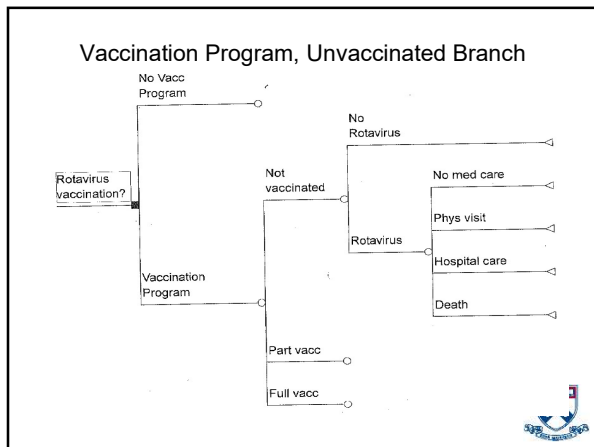 Vaccination Program, Unvaccinated Branch
No Vacc
Program
No
Rotavirus
Rotavirus
vaccination?
Not
vaccinated
No med care
Phys visit
Rotavirus
Hospital care
Vaccination
Program
Death
Part vacc
Full vacc